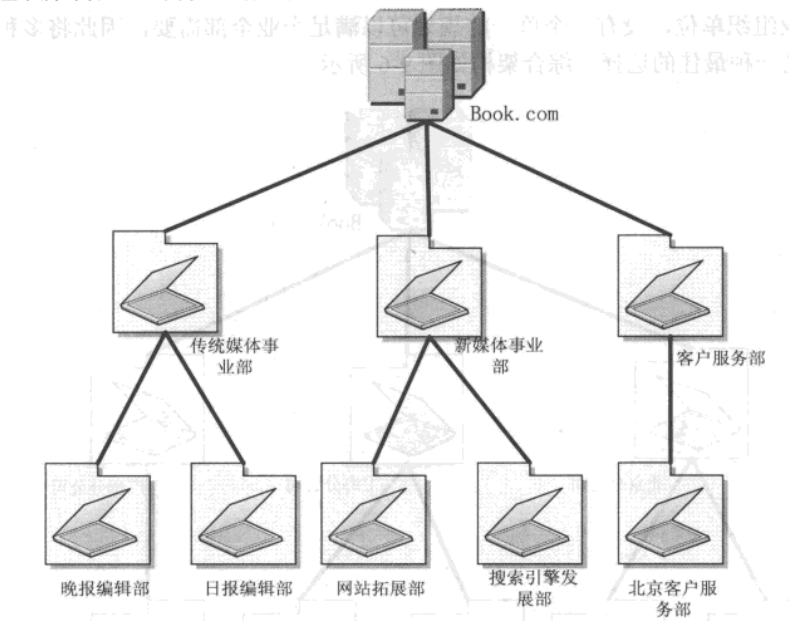 Book.com
传统媒体事
业部
新媒体事业
部
客户服务部
晚报编辑部
日报编辑部
网站拓展部
搜索引擎发
展部
北京客户服
务部